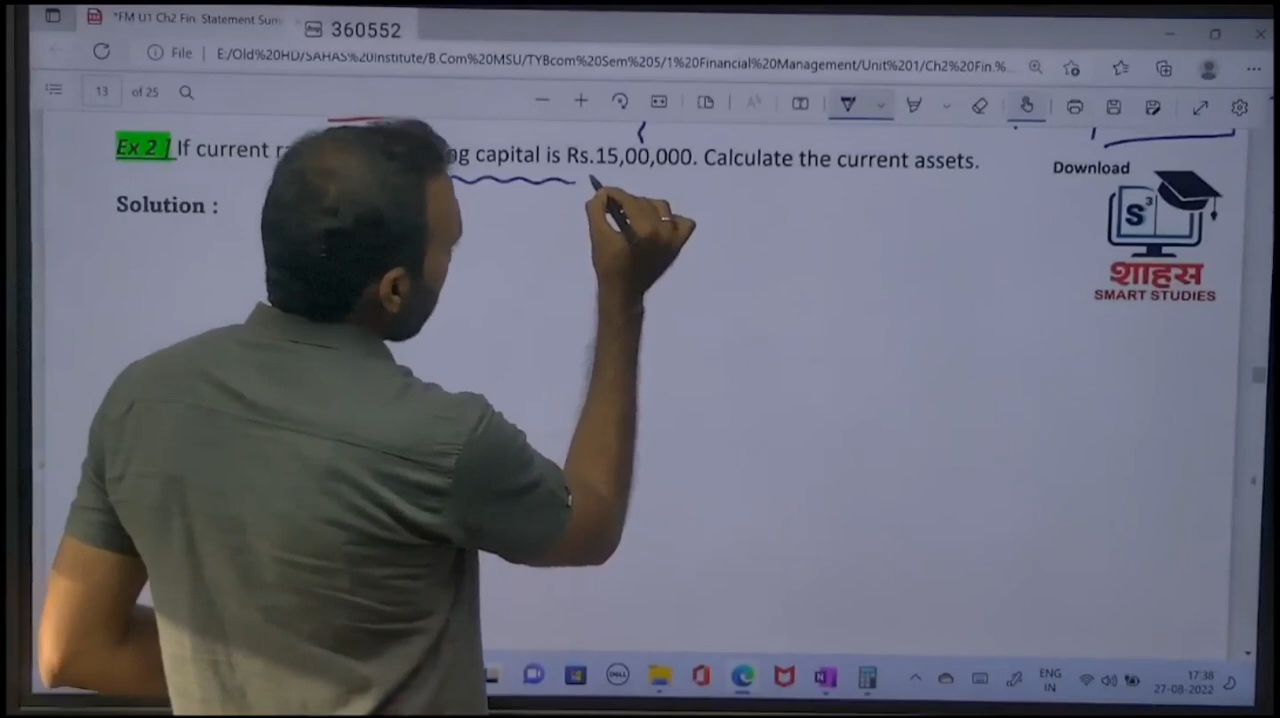 *FM U1 Ch2 Fin. Statement Sum
360552
File
E:/Old%20HD/SAHAS%20Institute/B.Com%20MSU/TYBcom%20Sem%205/1%20Financial%20Management/Unit%201/Ch2%20Fin.%...
13 of 25
Ex 2 ] If current ng capital is Rs.15,00,000. Calculate the current assets.
Solution :
Download
S3
शाहस
SMART STUDIES
DELL
ENG
IN
17:38
27-08-2022